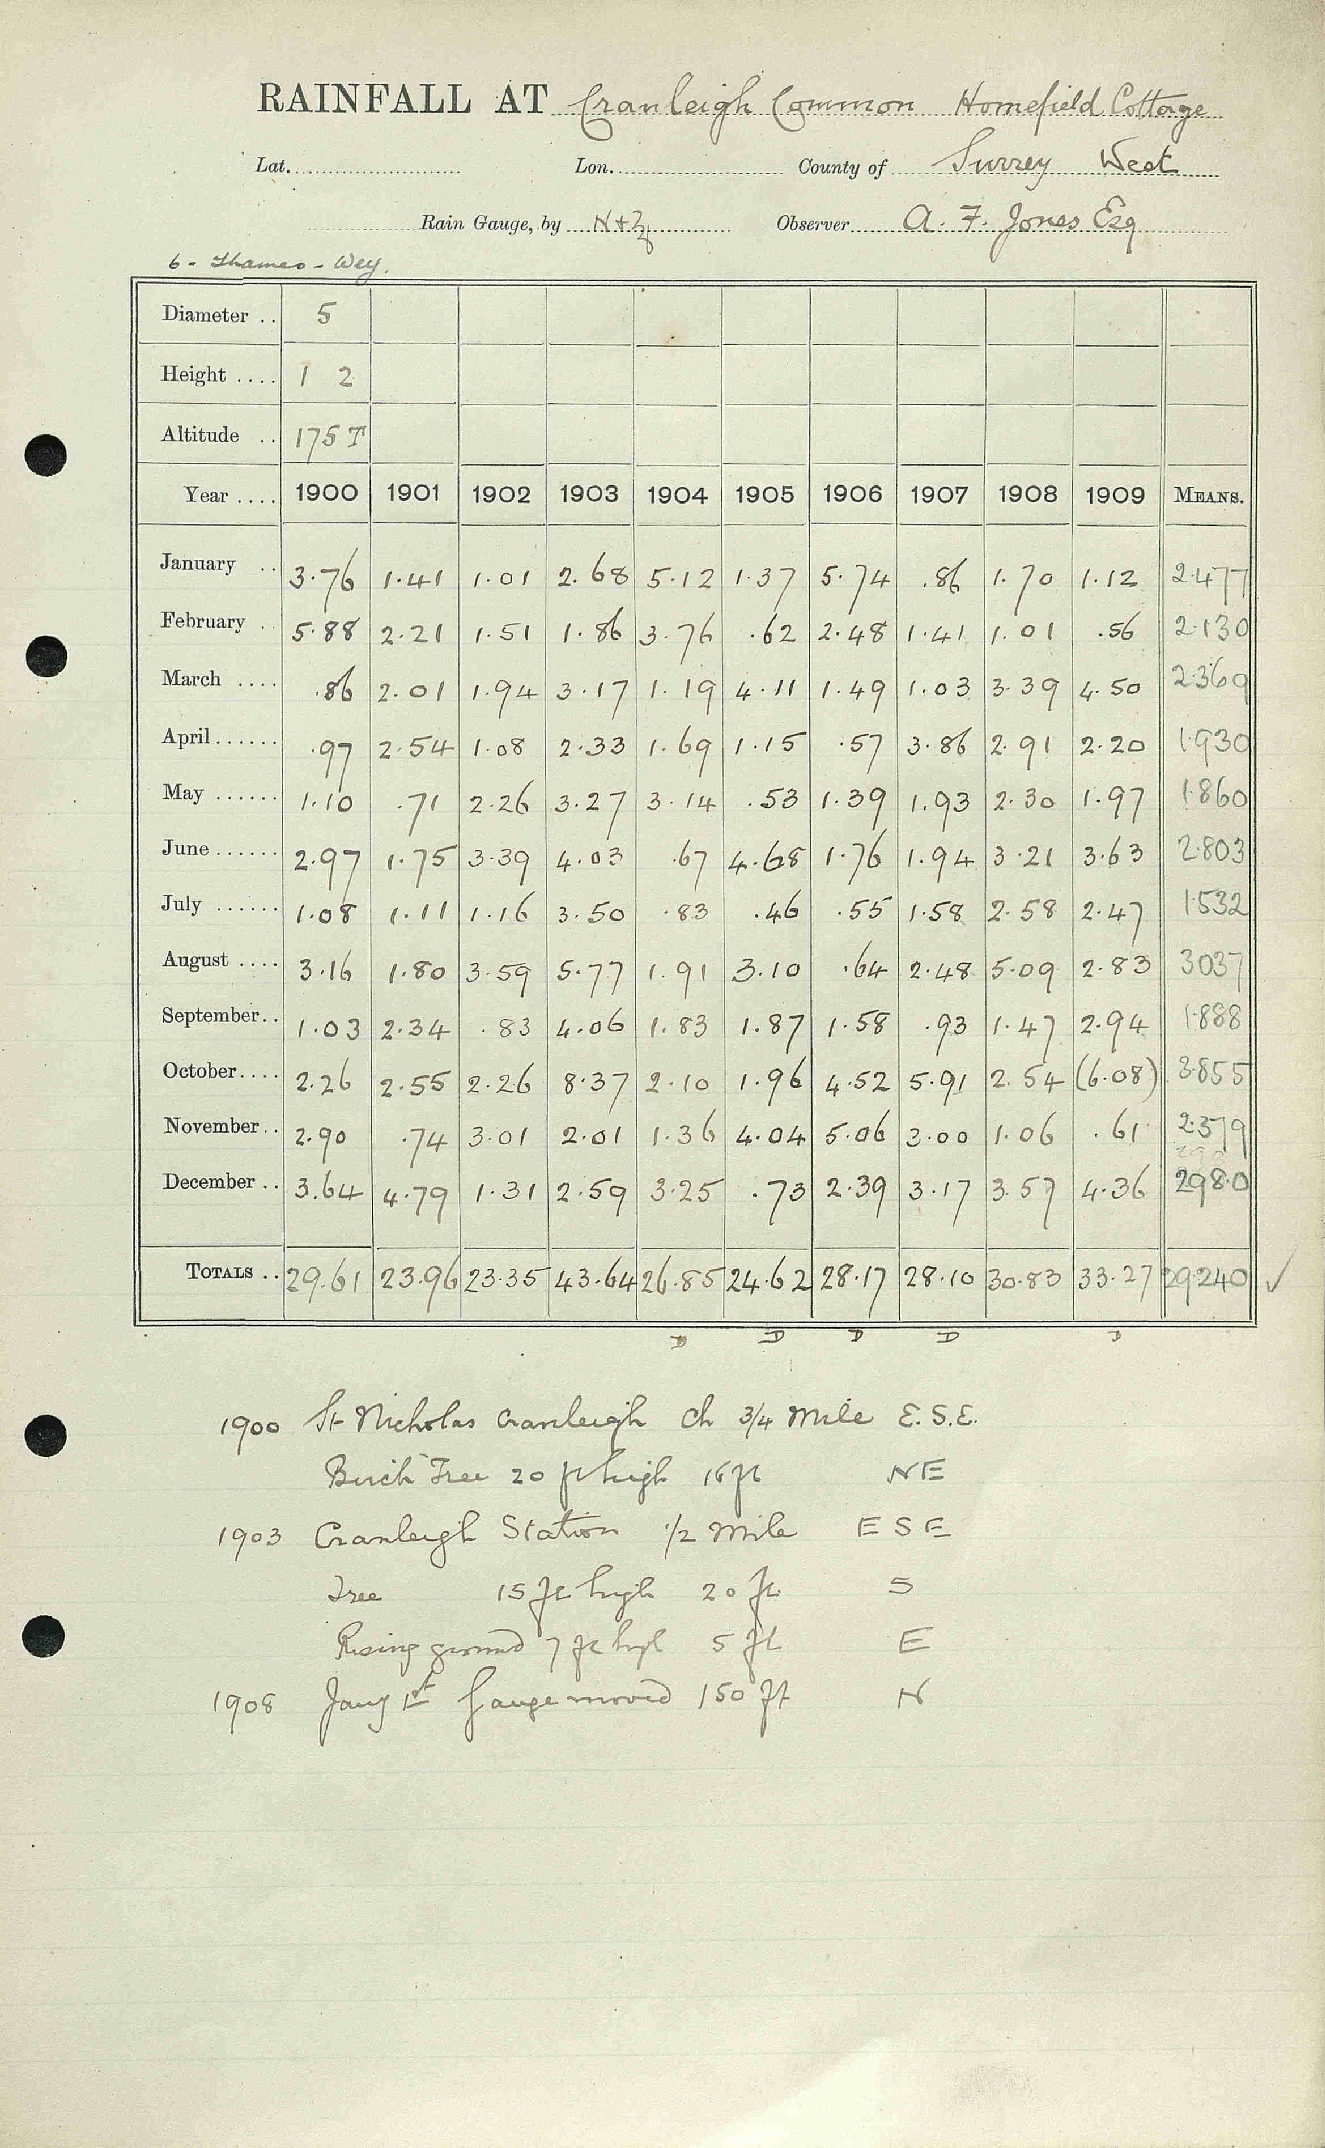 RAINFALL AT Cranleigh Common Homefield Cottage
Lat. Lon. County of Surrey West
Rain Gauge, by N+Z Observer A. F. Jones Esq
6 - Thames - Wey.
Diameter .. 5
Height .... 1 2
Altitude .. 175 T
Year .... 1900 1901 1902 1903 1904 1905 1906 1907 1908 1909 MEANS.
January .. 3.76 1.41 1.01 2.68 5.12 1.37 5.74 .86 1.70 1.12 2.477
February . 5.88 2.21 1.51 1.86 3.76 .62 2.48 1.41 1.01 .56 2.130
March .... .86 2.01 1.94 3.17 1.19 4.11 1.49 1.03 3.39 4.50 2.369
April...... .97 2.54 1.08 2.33 1.69 1.15 .57 3.86 2.91 2.20 1.930
May ...... 1.10 .71 2.26 3.27 3.14 .53 1.39 1.93 2.30 1.97 1.860
June...... 2.97 1.75 3.39 4.03 .67 4.68 1.76 1.94 3.21 3.63 2.803
July ...... 1.08 1.11 1.16 3.50 .83 .46 .55 1.58 2.58 2.47 1.532
August .... 3.16 1.80 3.59 5.77 1.91 3.10 .64 2.48 5.09 2.83 3037
September.. 1.03 2.34 .83 4.06 1.83 1.87 1.58 .93 1.47 2.94 1.888
October.... 2.26 2.55 2.26 8.37 2.10 1.96 4.52 5.91 2.54 (6.08) 3.855
November.. 2.90 .74 3.01 2.01 1.36 4.04 5.06 3.00 1.06 .61 2.379
December .. 3.64 4.79 1.31 2.59 3.25 .73 2.39 3.17 3.57 4.36 2980
TOTALS .. 29.61 23.96 23.35 43.64 26.85 24.62 28.17 28.10 30.83 33.27 29.240 ✓
D D D D D
1900 St Nicholas Cranleigh Ch 3/4 Mile E.S.E.
Birch Tree 20 ft high 16 ft NE
1903 Cranleigh Station 1/2 Mile E S E
Tree 15 ft high 20 ft S
Rising ground 7 ft high 5 ft E
1908 Jany 1st Gauge moved 150 ft N